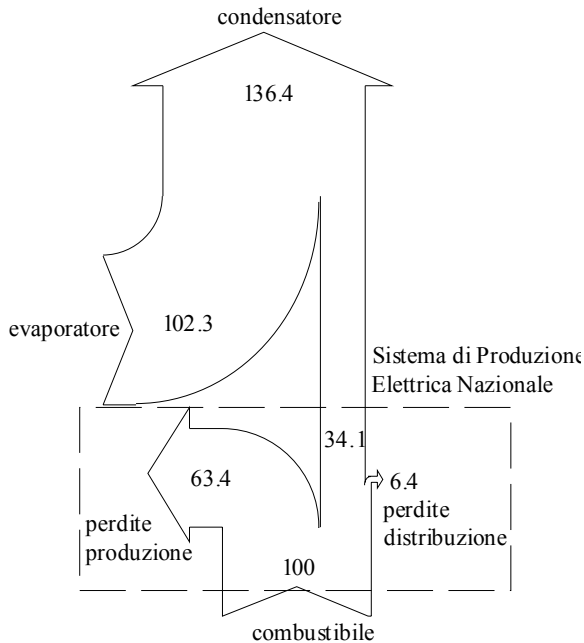 condensatore
136.4
evaporatore
102.3
Sistema di Produzione
Elettrica Nazionale
34.1
63.4
6.4
perdite
distribuzione
perdite
produzione
100
combustibile